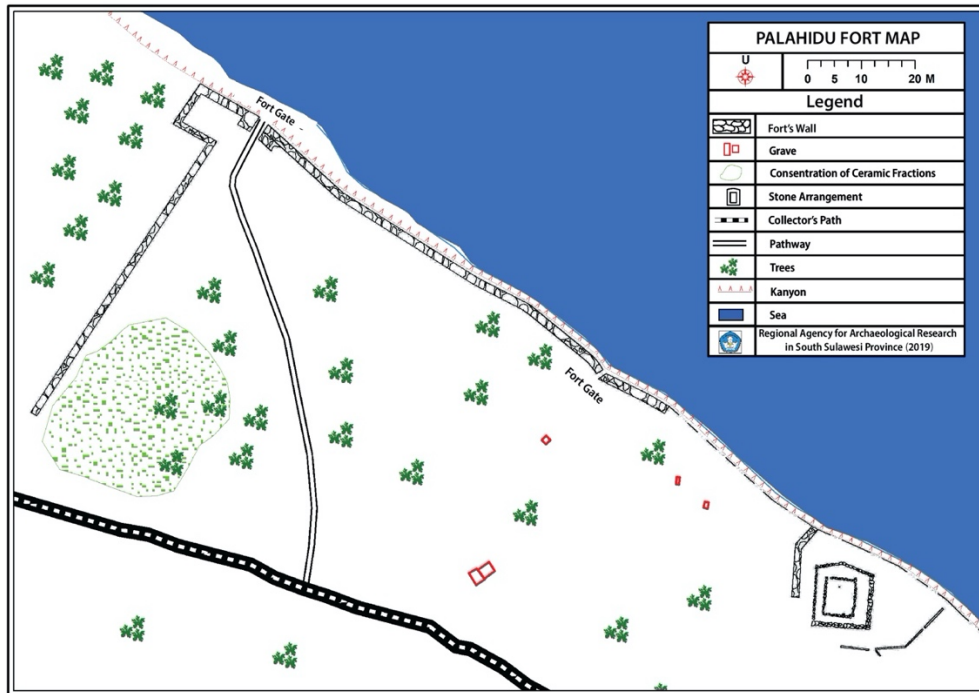 PALAHIDU FORT MAP
U
0 5 10 20 M
Legend
Fort's Wall
Grave
Consentration of Ceramic Fractions
Stone Arrangement
Collector's Path
Pathway
Trees
Kanyon
Sea
Regional Agency for Archaeological Research
in South Sulawesi Province (2019)
Fort Gate
Fort Gate